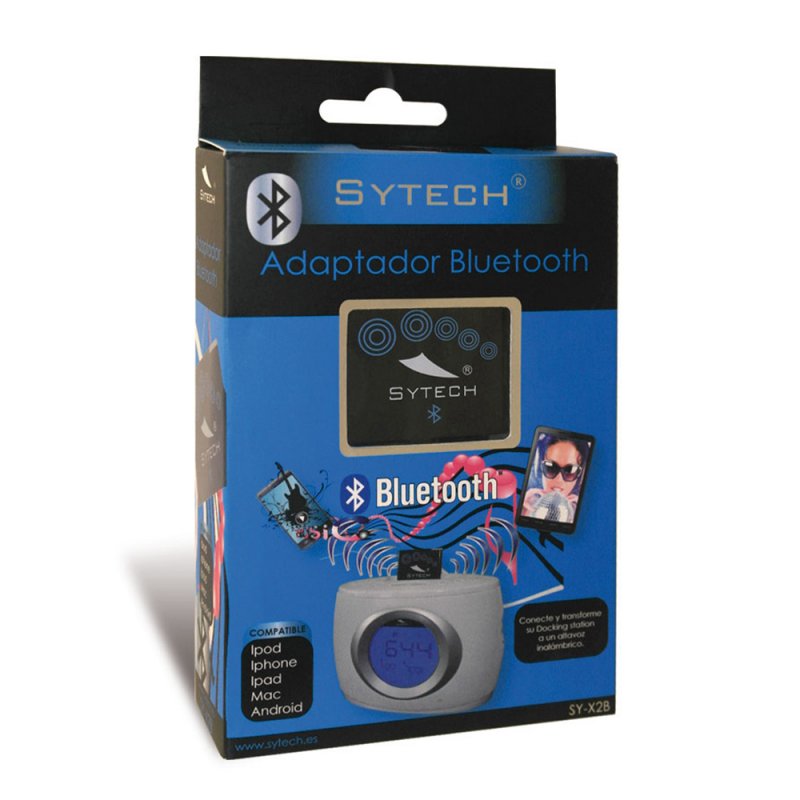 SYTECH®
Adaptador Bluetooth
SYTECH
Adaptador
Bluetooth
®
SYTECH
Bluetooth
SYTECH
COMPATIBLE
Ipod
Iphone
Ipad
Mac
Android
644
Conecte y transforme
su Docking station
a un altavoz
inalámbrico.
SY-X2B
www.sytech.es